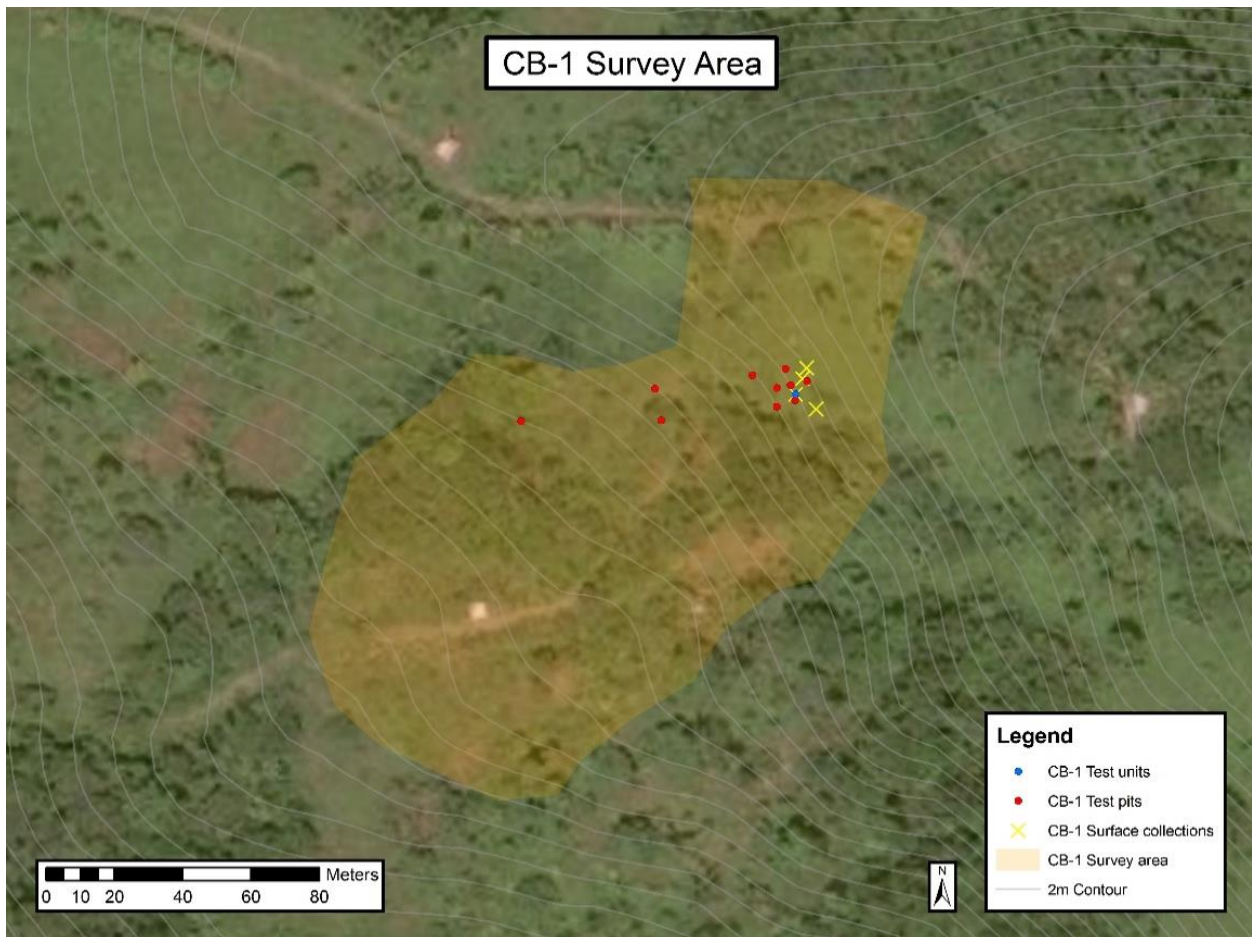 CB-1 Survey Area
Legend
CB-1 Test units
CB-1 Test pits
CB-1 Surface collections
CB-1 Survey area
2m Contour
Meters
0 10 20 40 60 80
N